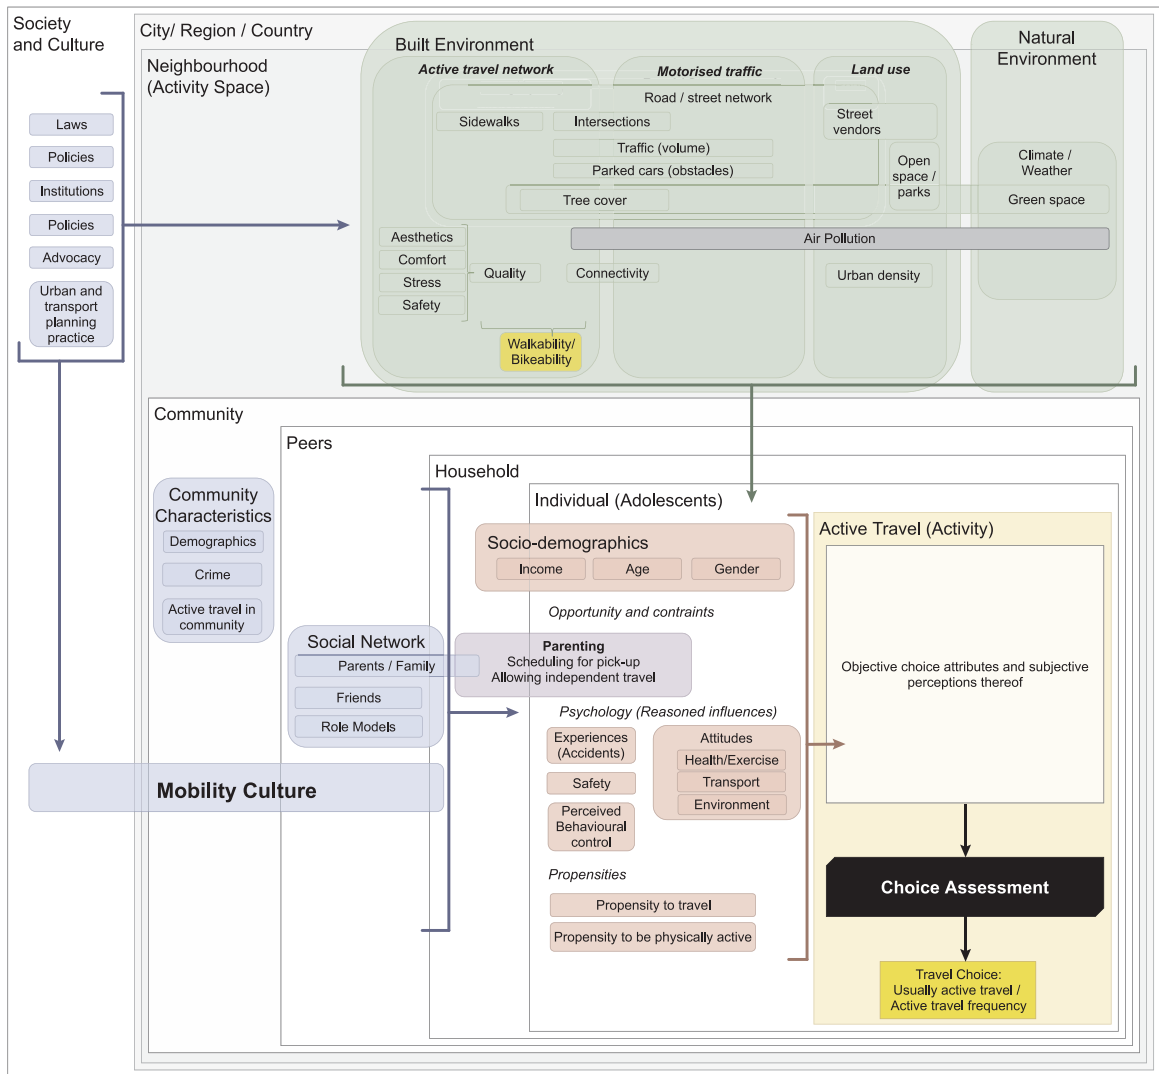 Society
and Culture
Laws
Policies
Institutions
Policies
Advocacy
Urban and
transport
planning
practice
City/ Region / Country
Neighbourhood
(Activity Space)
Built Environment
Active travel network
Motorised traffic
Land use
Road / street network
Sidewalks
Intersections
Street
vendors
Traffic (volume)
Parked cars (obstacles)
Open
space /
parks
Tree cover
Natural
Environment
Climate /
Weather
Green space
Air Pollution
Aesthetics
Comfort
Stress
Safety
Quality
Connectivity
Urban density
Walkability/
Bikeability
Community
Peers
Household
Individual (Adolescents)
Community
Characteristics
Demographics
Crime
Active travel in
community
Social Network
Parents / Family
Friends
Role Models
Mobility Culture
Socio-demographics
Income
Age
Gender
Opportunity and contraints
Parenting
Scheduling for pick-up
Allowing independent travel
Psychology (Reasoned influences)
Experiences
(Accidents)
Safety
Perceived
Behavioural
control
Attitudes
Health/Exercise
Transport
Environment
Propensities
Propensity to travel
Propensity to be physically active
Active Travel (Activity)
Objective choice attributes and subjective
perceptions thereof
Choice Assessment
Travel Choice:
Usually active travel /
Active travel frequency